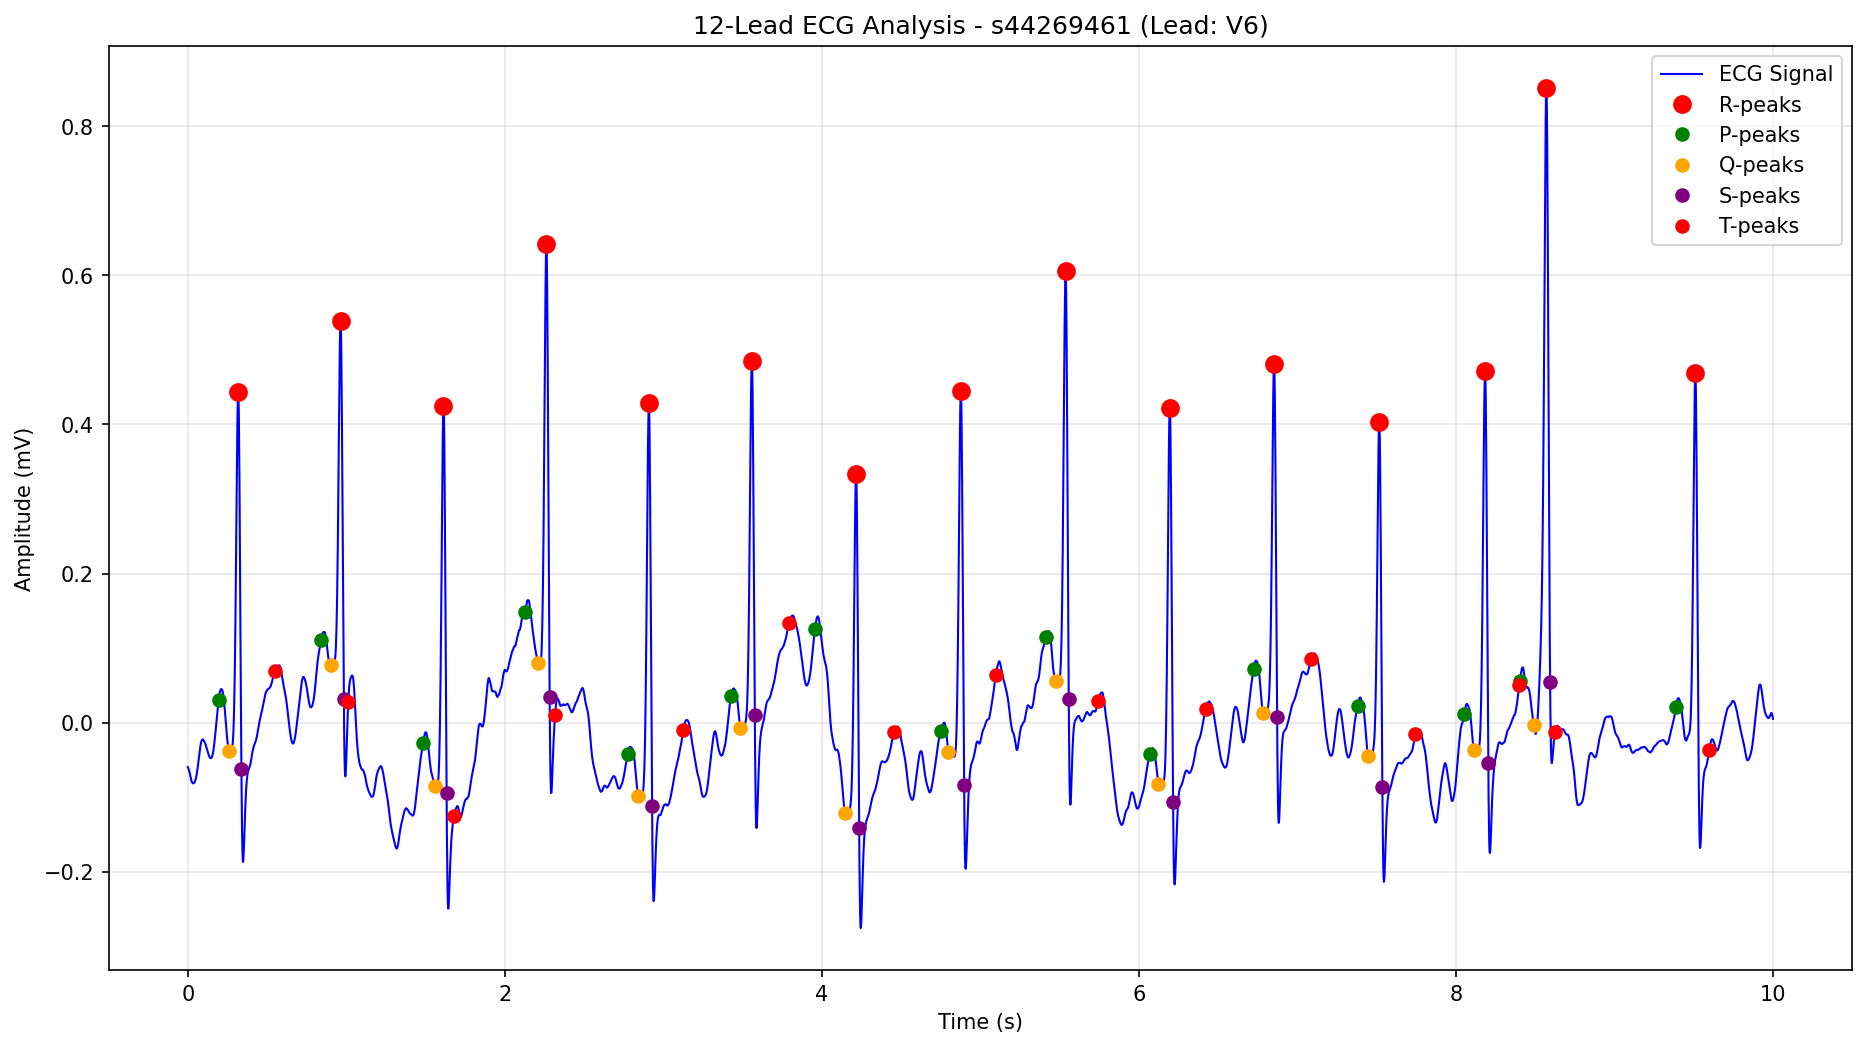 12-Lead ECG Analysis - s44269461 (Lead: V6)
ECG Signal
R-peaks
P-peaks
Q-peaks
S-peaks
T-peaks
Amplitude (mV)
0.8
0.6
0.4
0.2
0.0
−0.2
0 2 4 6 8 10
Time (s)